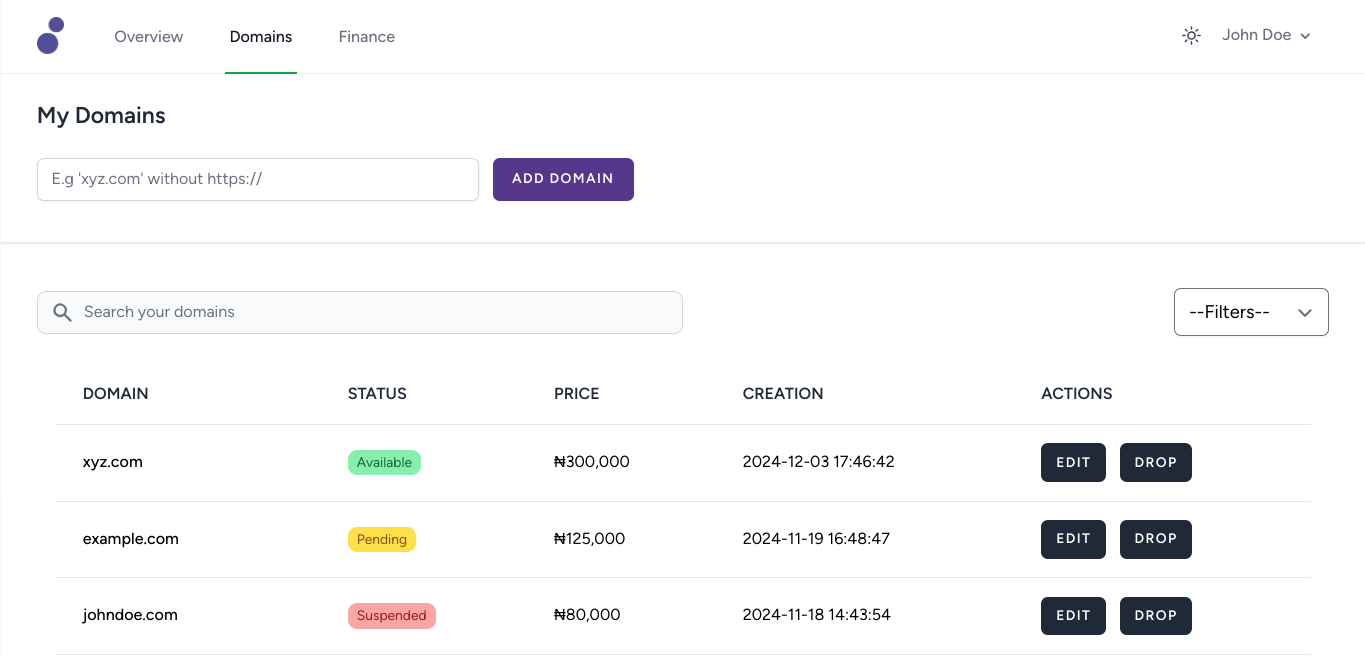 Overview Domains Finance John Doe
My Domains
E.g 'xyz.com' without https:// ADD DOMAIN
Search your domains --Filters--
DOMAIN STATUS PRICE CREATION ACTIONS
xyz.com Available ₦300,000 2024-12-03 17:46:42 EDIT DROP
example.com Pending ₦125,000 2024-11-19 16:48:47 EDIT DROP
johndoe.com Suspended ₦80,000 2024-11-18 14:43:54 EDIT DROP